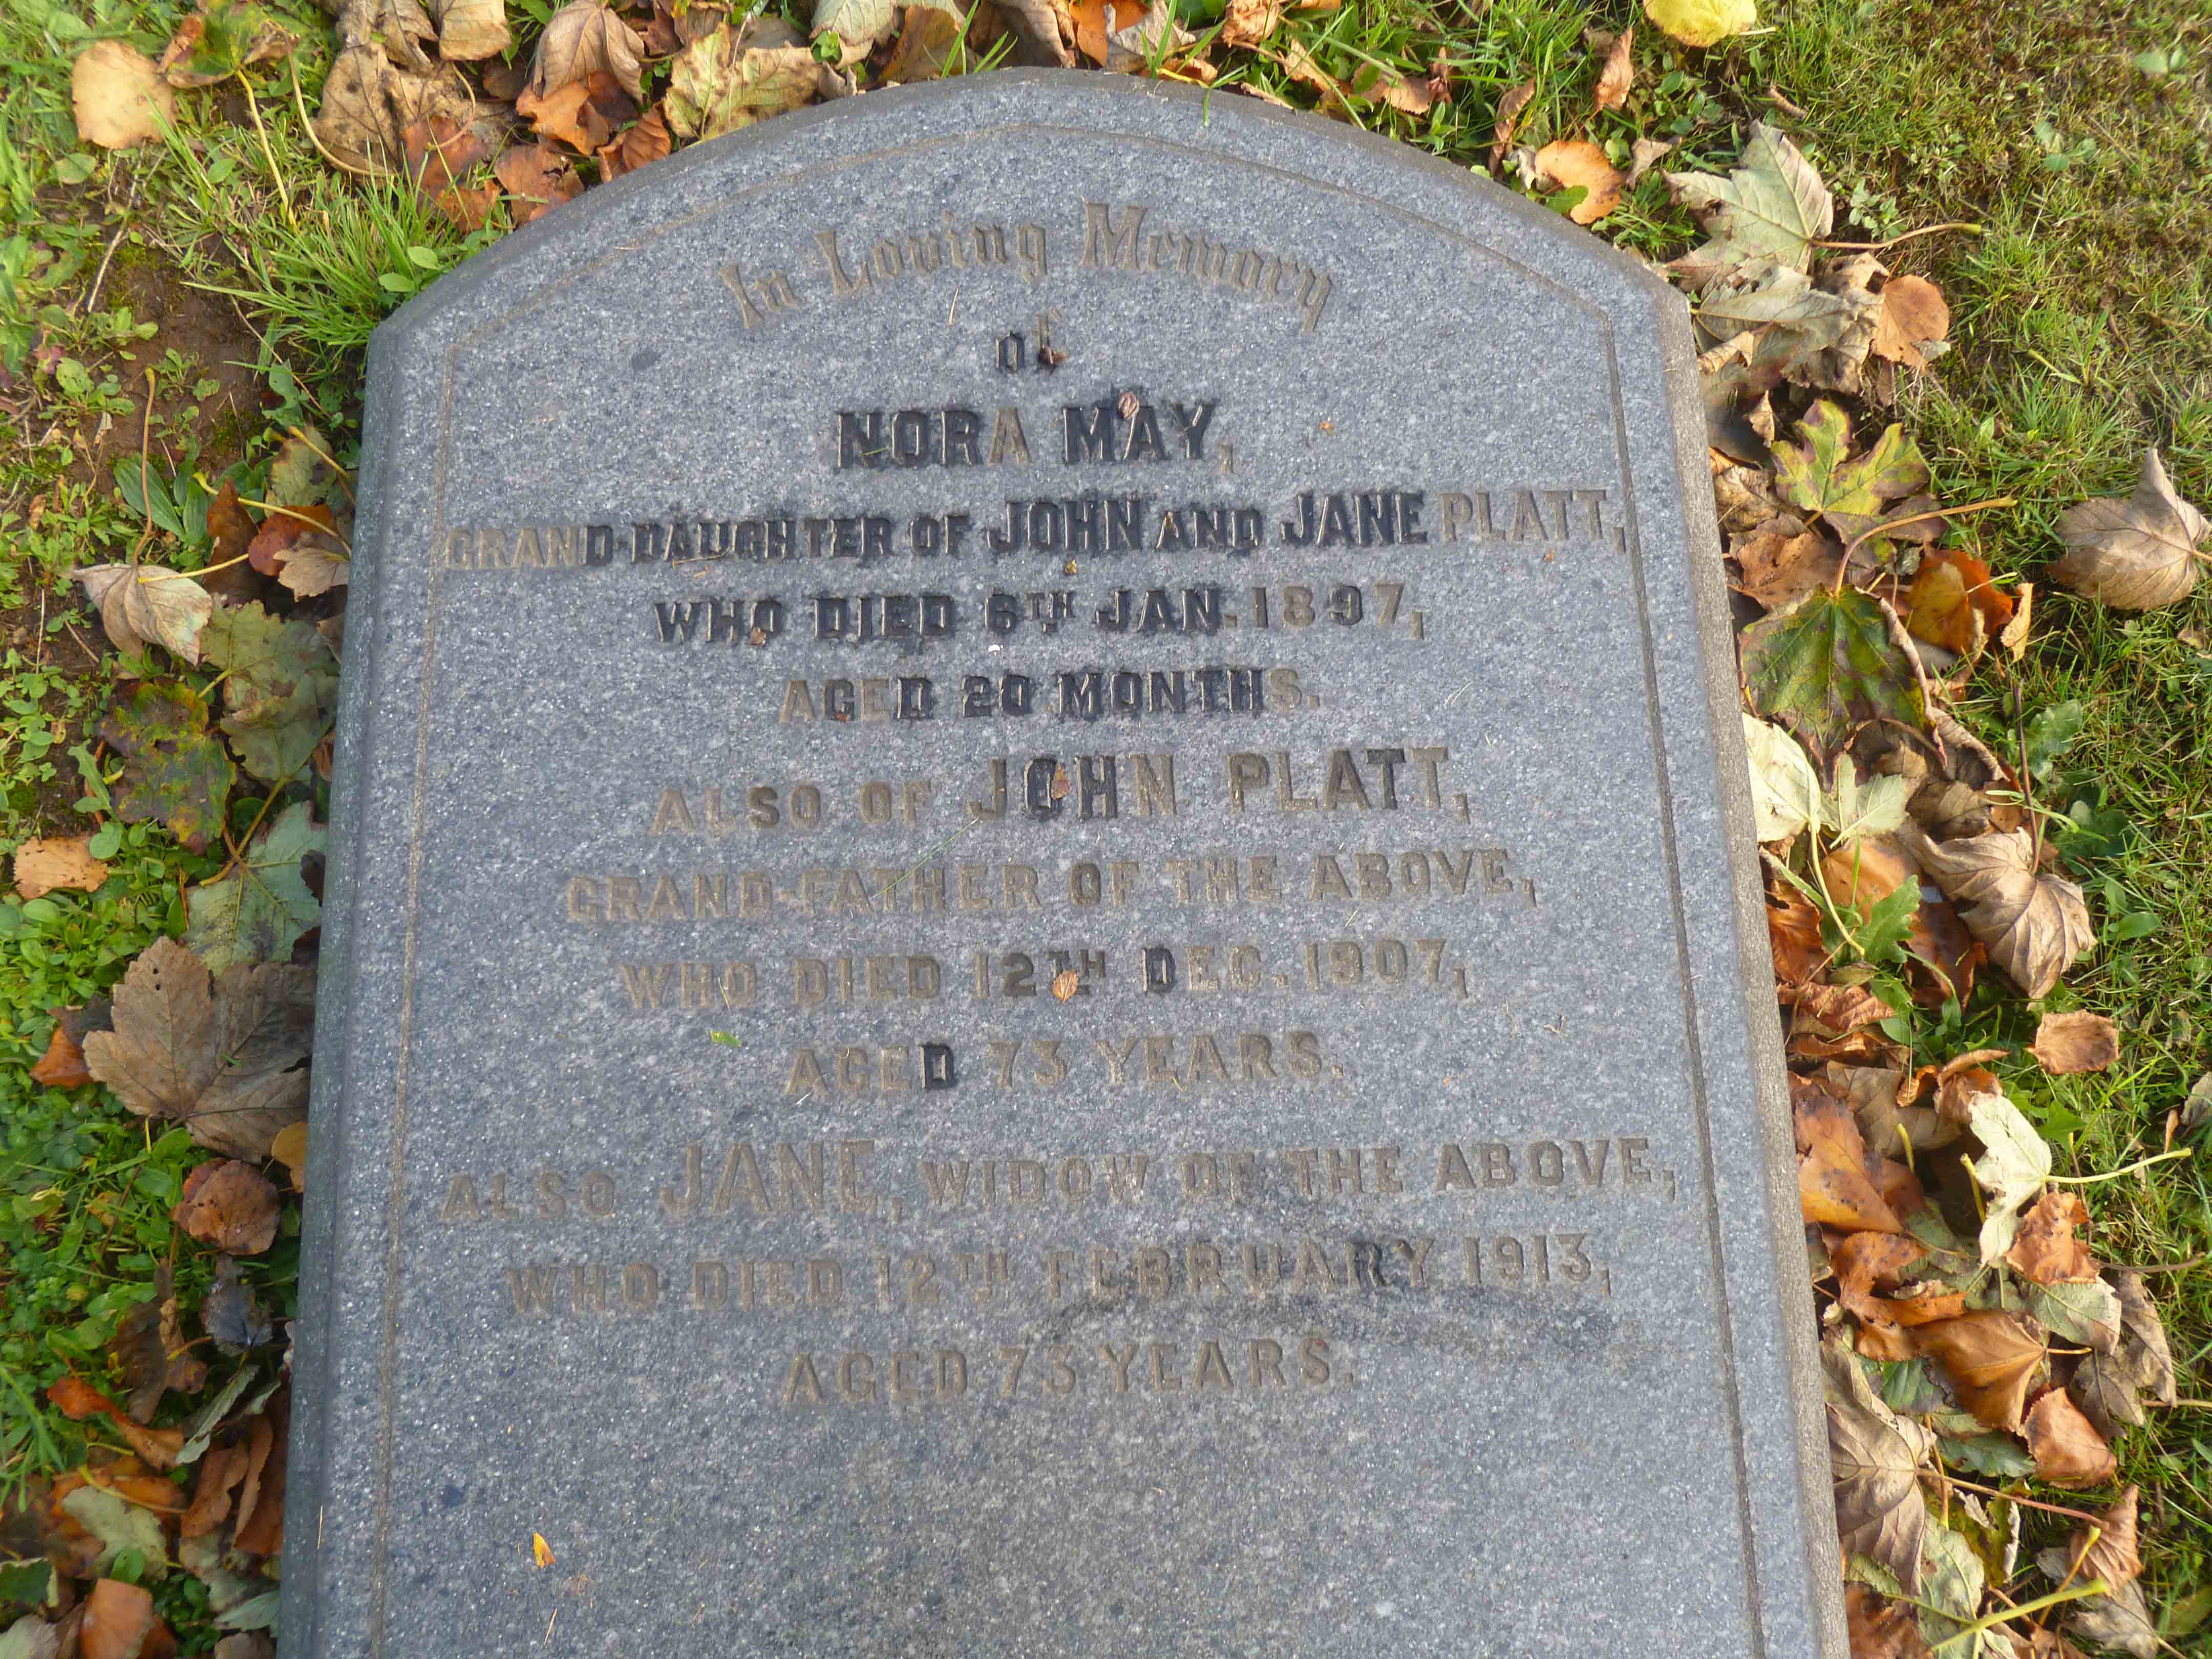 In Loving Memory
of
NORA MAY,
GRAND-DAUGHTER OF JOHN AND JANE PLATT,
WHO DIED 6TH JAN. 1897,
AGED 20 MONTHS.
ALSO OF JOHN PLATT,
GRAND-FATHER OF THE ABOVE,
WHO DIED 12TH DEC. 1907,
AGED 73 YEARS.
ALSO JANE, WIDOW OF THE ABOVE,
WHO DIED 12TH FEBRUARY 1913,
AGED 73 YEARS.